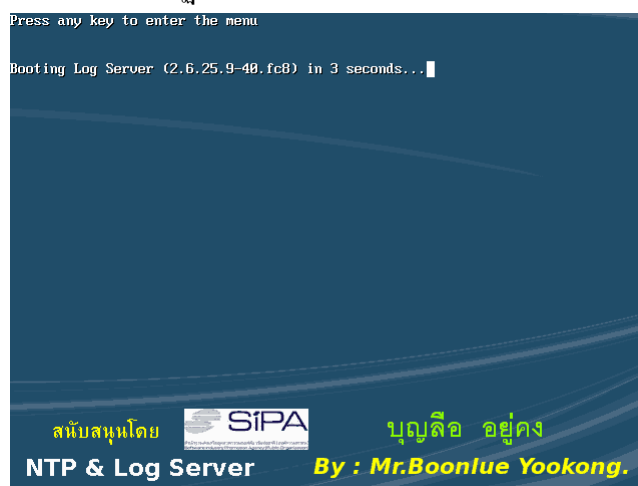 Press any key to enter the menu
Booting Log Server (2.6.25.9-40.fc8) in 3 seconds...
สนับสนุนโดย SiPA บุญลือ อยู่คง
NTP & Log Server By : Mr.Boonlue Yookong.